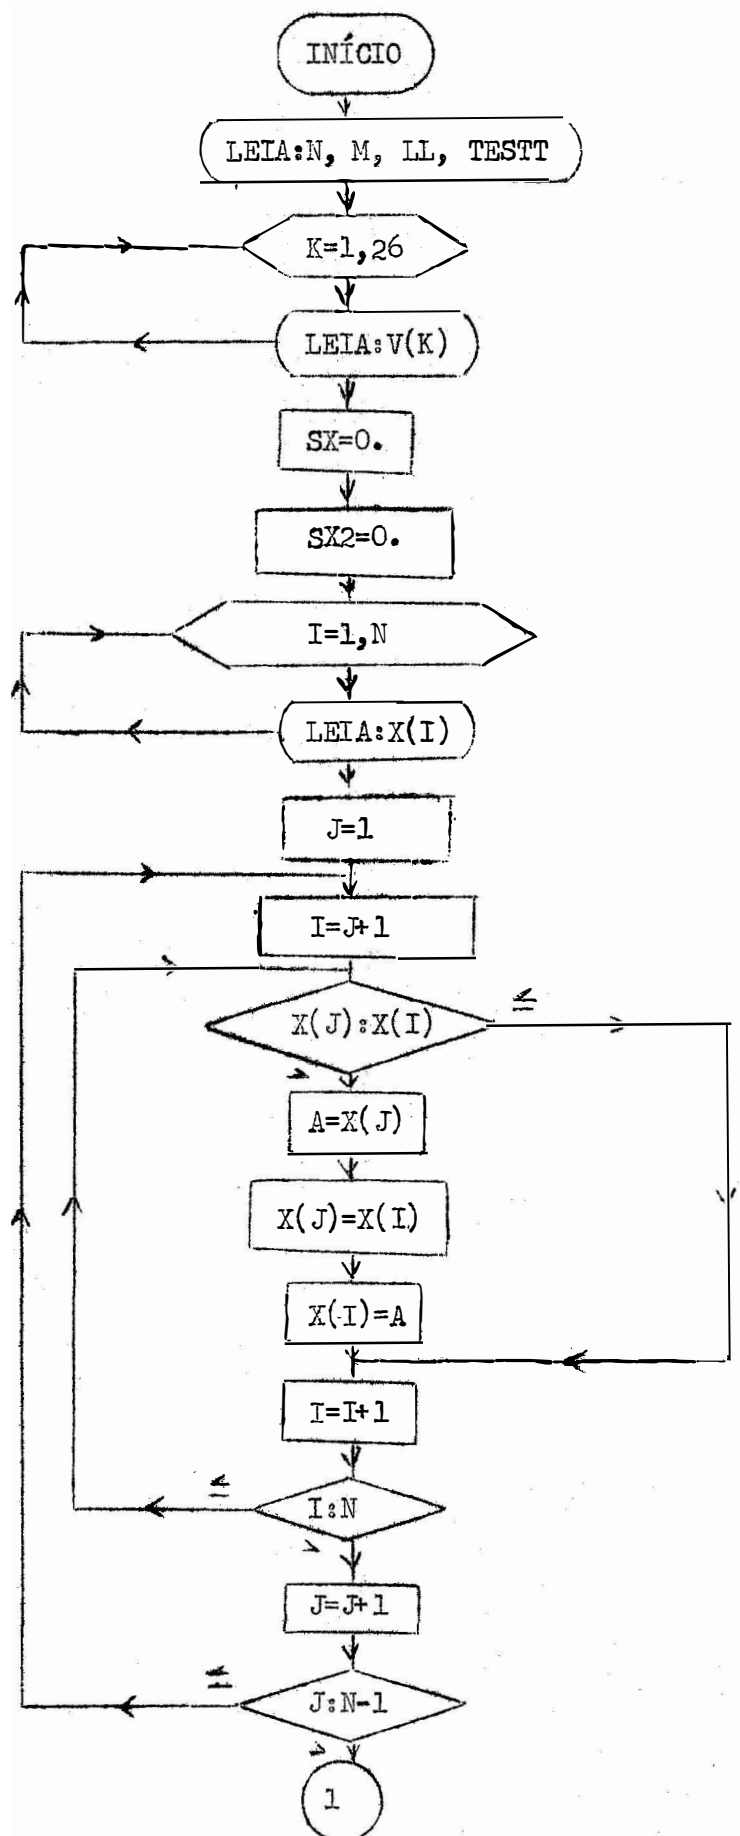 INÍCIO
LEIA:N, M, LL, TESTT
K=1,26
LEIA:V(K)
SX=0.
SX2=0.
I=1,N
LEIA:X(I)
J=1
I=J+1
≤
X(J):X(I)
>
A=X(J)
X(J)=X(I)
X(I)=A
I=I+1
≤
I:N
>
J=J+1
≤
J:N-1
>
1